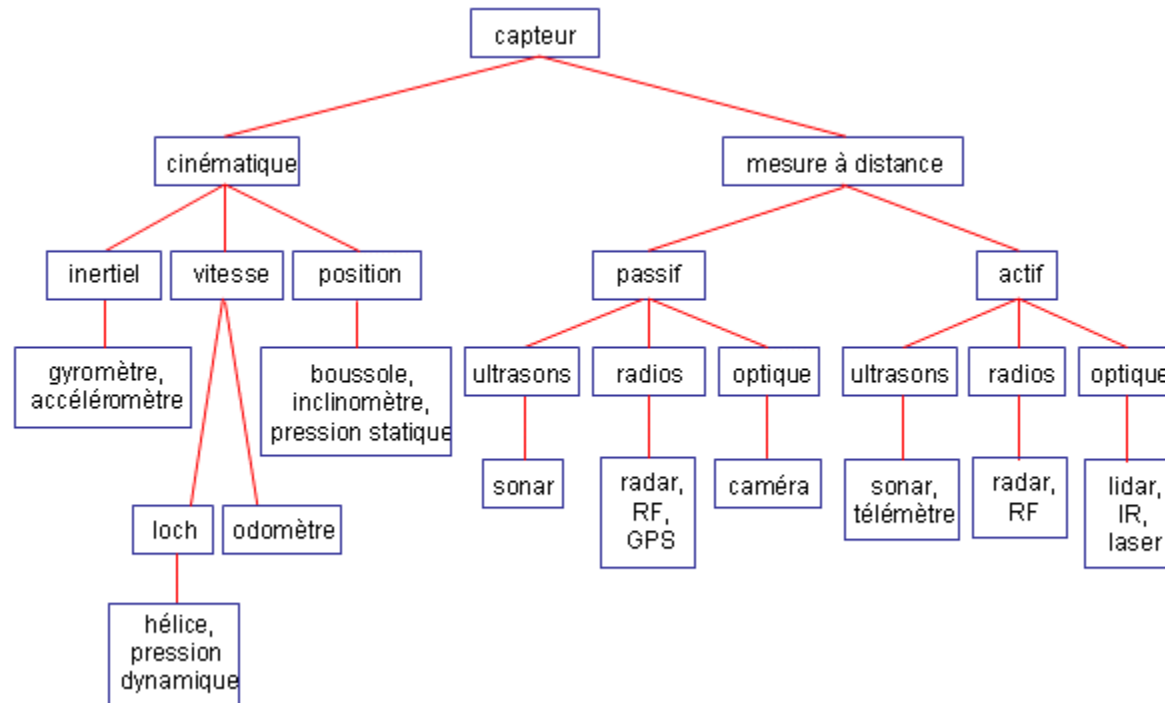 capteur
cinématique
mesure à distance
inertiel
vitesse
position
passif
actif
gyromètre,
accéléromètre
boussole,
inclinomètre,
pression statique
ultrasons
radios
optique
ultrasons
radios
optique
sonar
radar,
RF,
GPS
caméra
sonar,
télémètre
radar,
RF
lidar,
IR,
laser
loch
odomètre
hélice,
pression
dynamique